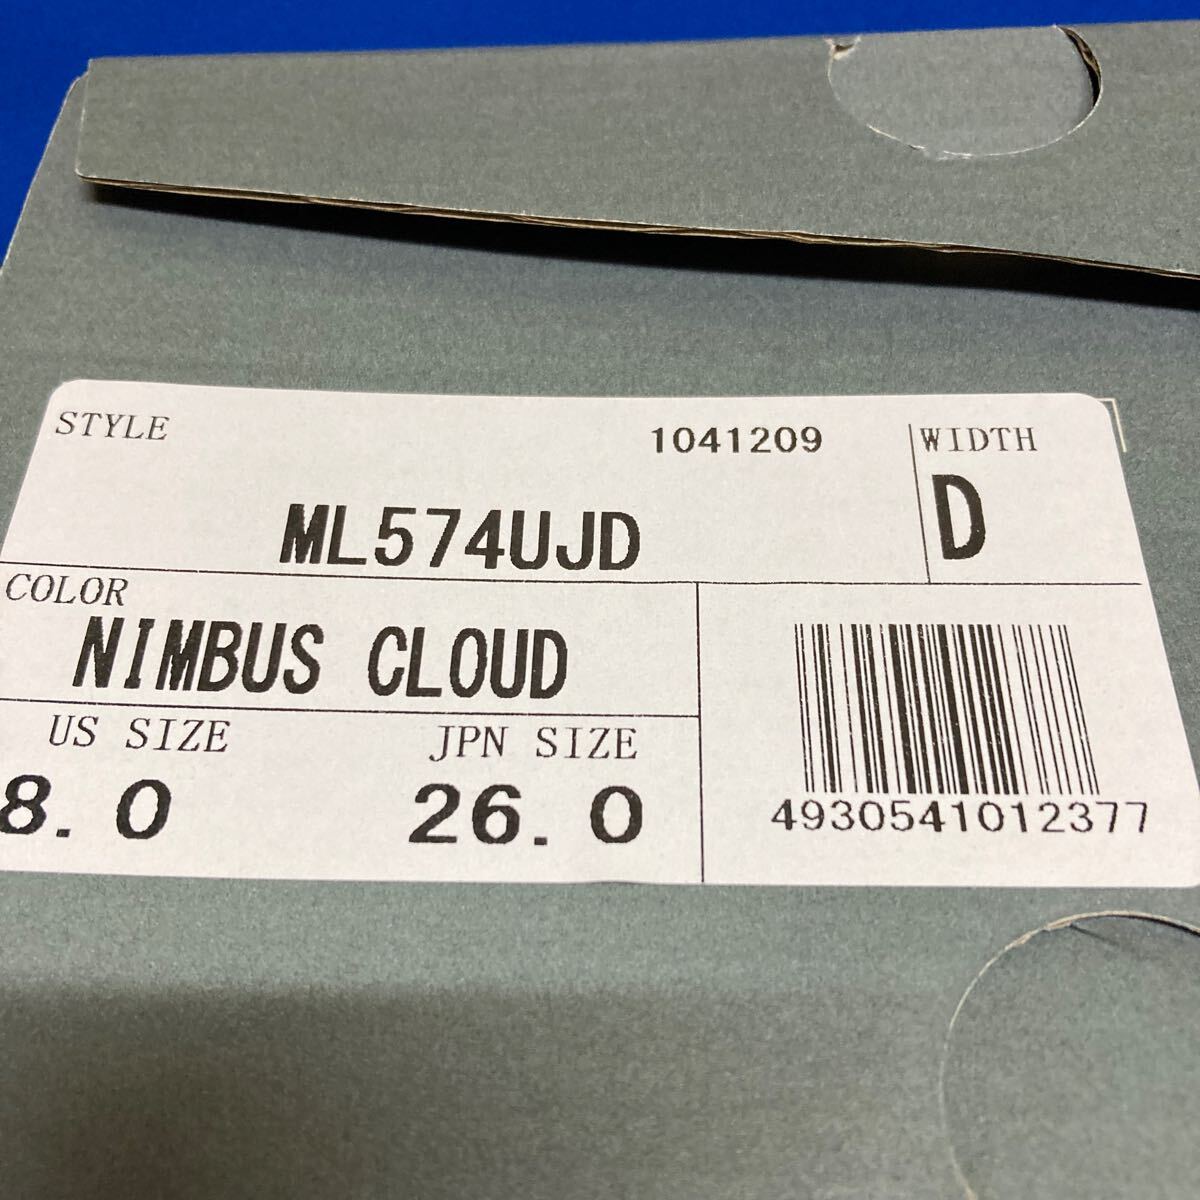 STYLE 1041209 WIDTH
ML574UJD D
COLOR
NIMBUS CLOUD
US SIZE JPN SIZE
8.0 26.0
4930541012377